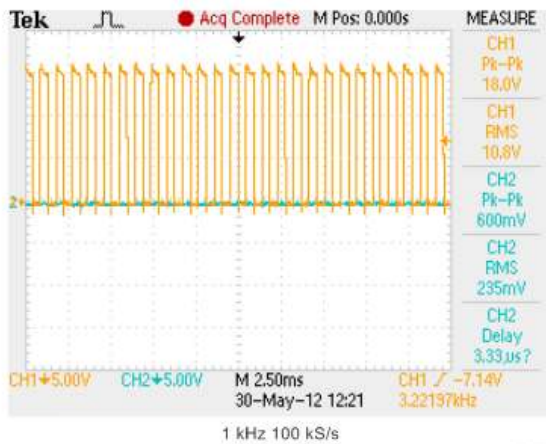 Tek Acq Complete M Pos: 0.000s MEASURE
CH1
Pk-Pk
18.0V
CH1
RMS
10.8V
2
CH2
Pk-Pk
600mV
CH2
RMS
235mV
CH2
Delay
3.33µs?
CH1 5.00V CH2 5.00V M 2.50ms CH1 -7.14V
30-May-12 12:21 3.22197kHz
1 kHz 100 kS/s